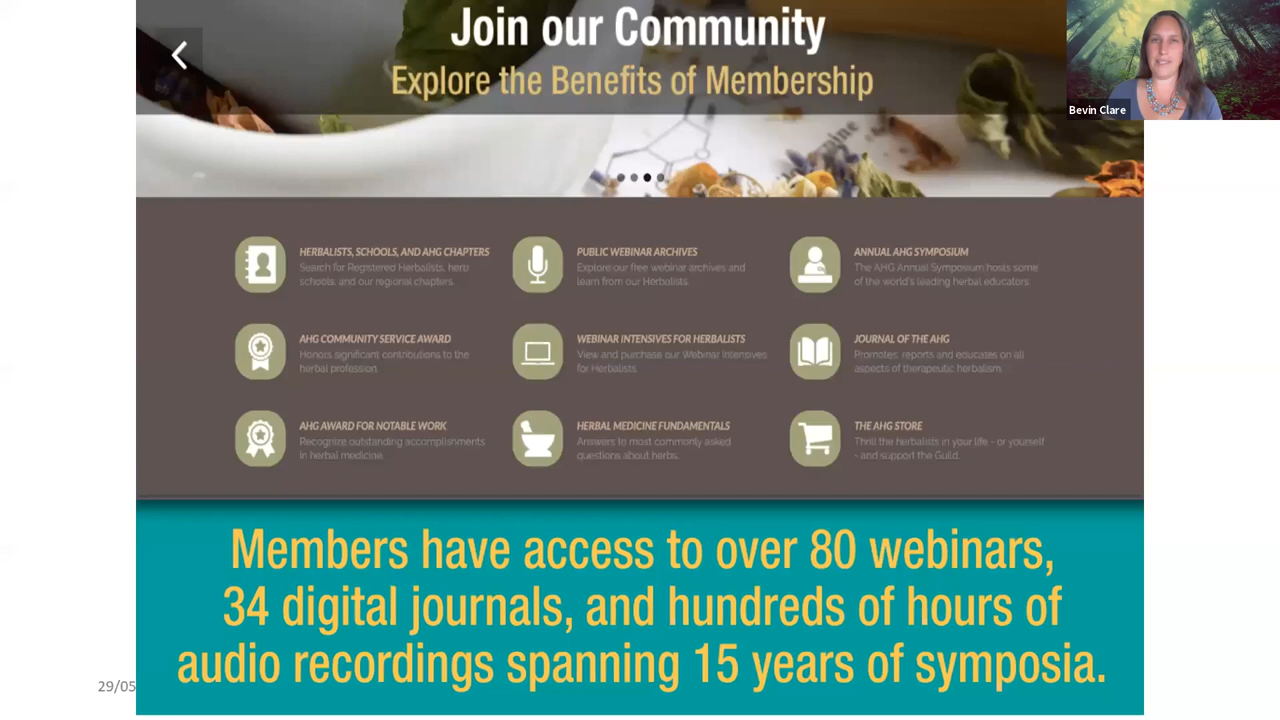 Join our Community
Explore the Benefits of Membership
Bevin Clare
HERBALISTS, SCHOOLS, AND AHG CHAPTERS
Search for Registered Herbalists, herb
schools, and our regional chapters.
PUBLIC WEBINAR ARCHIVES
Explore our free webinar archives and
learn from our Herbalists.
ANNUAL AHG SYMPOSIUM
The AHG Annual Symposium hosts some
of the world's leading herbal educators.
AHG COMMUNITY SERVICE AWARD
Honors significant contributions to the
herbal profession.
WEBINAR INTENSIVES FOR HERBALISTS
View and purchase our Webinar Intensives
for Herbalists.
JOURNAL OF THE AHG
Promotes, reports and educates on all
aspects of therapeutic herbalism.
AHG AWARD FOR NOTABLE WORK
Recognize outstanding accomplishments
in herbal medicine.
HERBAL MEDICINE FUNDAMENTALS
Answers to most commonly asked
questions about herbs.
THE AHG STORE
Thrill the herbalists in your life - or yourself
- and support the Guild.
Members have access to over 80 webinars,
34 digital journals, and hundreds of hours of
audio recordings spanning 15 years of symposia.
29/05